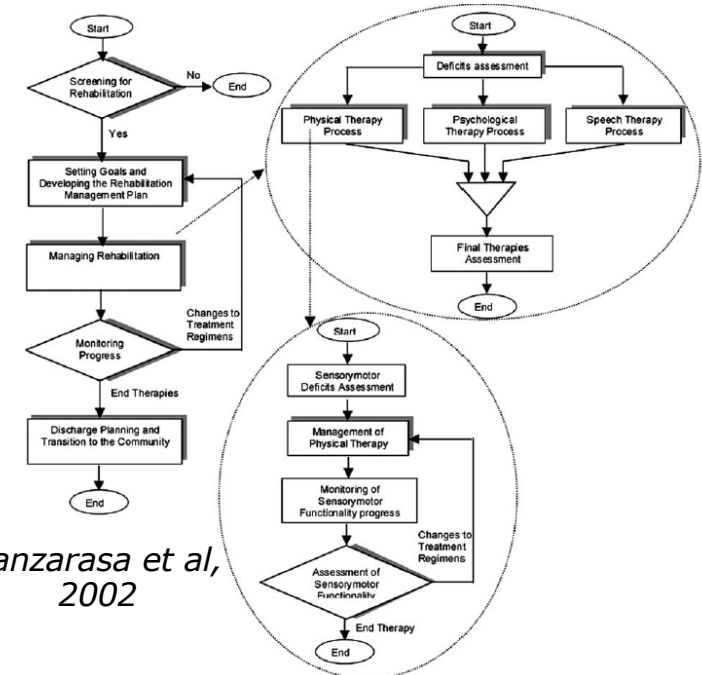 Start
Screening for
Rehabilitation
No
End
Yes
Setting Goals and
Developing the Rehabilitation
Management Plan
Managing Rehabilitation
Changes to
Treatment
Regimens
Monitoring
Progress
End Therapies
Discharge Planning and
Transition to the Community
End
Start
Deficits assessment
Physical Therapy
Process
Psychological
Therapy Process
Speech Therapy
Process
Final Therapies
Assessment
End
Start
Sensorymotor
Deficits Assessment
Management of
Physical Therapy
Monitoring of
Sensorymotor
Functionality progress
Changes to
Treatment
Regimens
Assessment of
Sensorymotor
Functionality
End Therapy
End
anzarasa et al,
2002